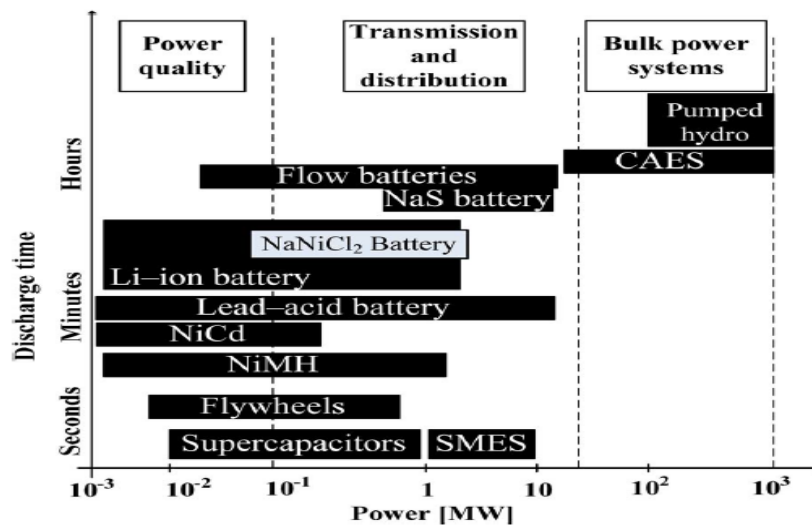 Power
quality
Transmission
and
distribution
Bulk power
systems
Pumped
hydro
CAES
Flow batteries
NaS battery
NaNiCl₂ Battery
Li–ion battery
Lead–acid battery
NiCd
NiMH
Flywheels
Supercapacitors
SMES
Discharge time
Hours
Minutes
Seconds
10⁻³
10⁻²
10⁻¹
1
10
10²
10³
Power [MW]